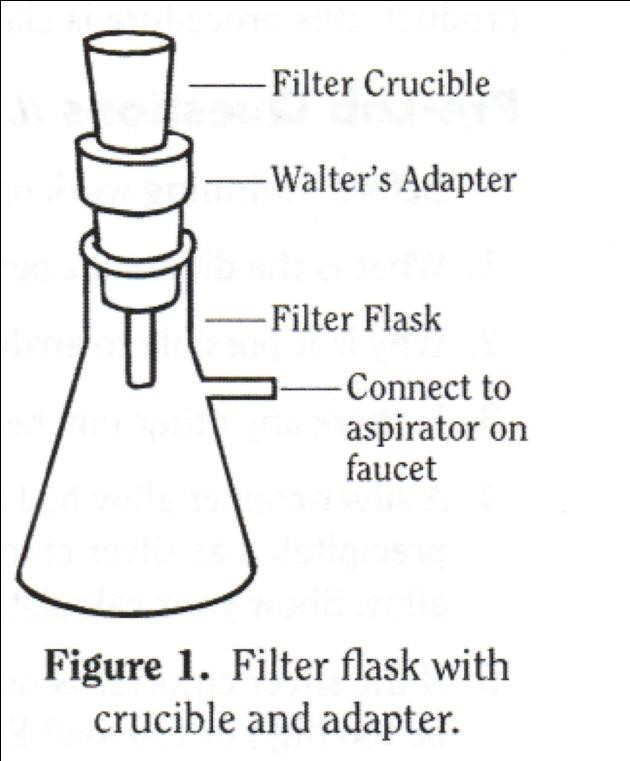 Filter Crucible
Walter's Adapter
Filter Flask
Connect to
aspirator on
faucet
Figure 1. Filter flask with
crucible and adapter.